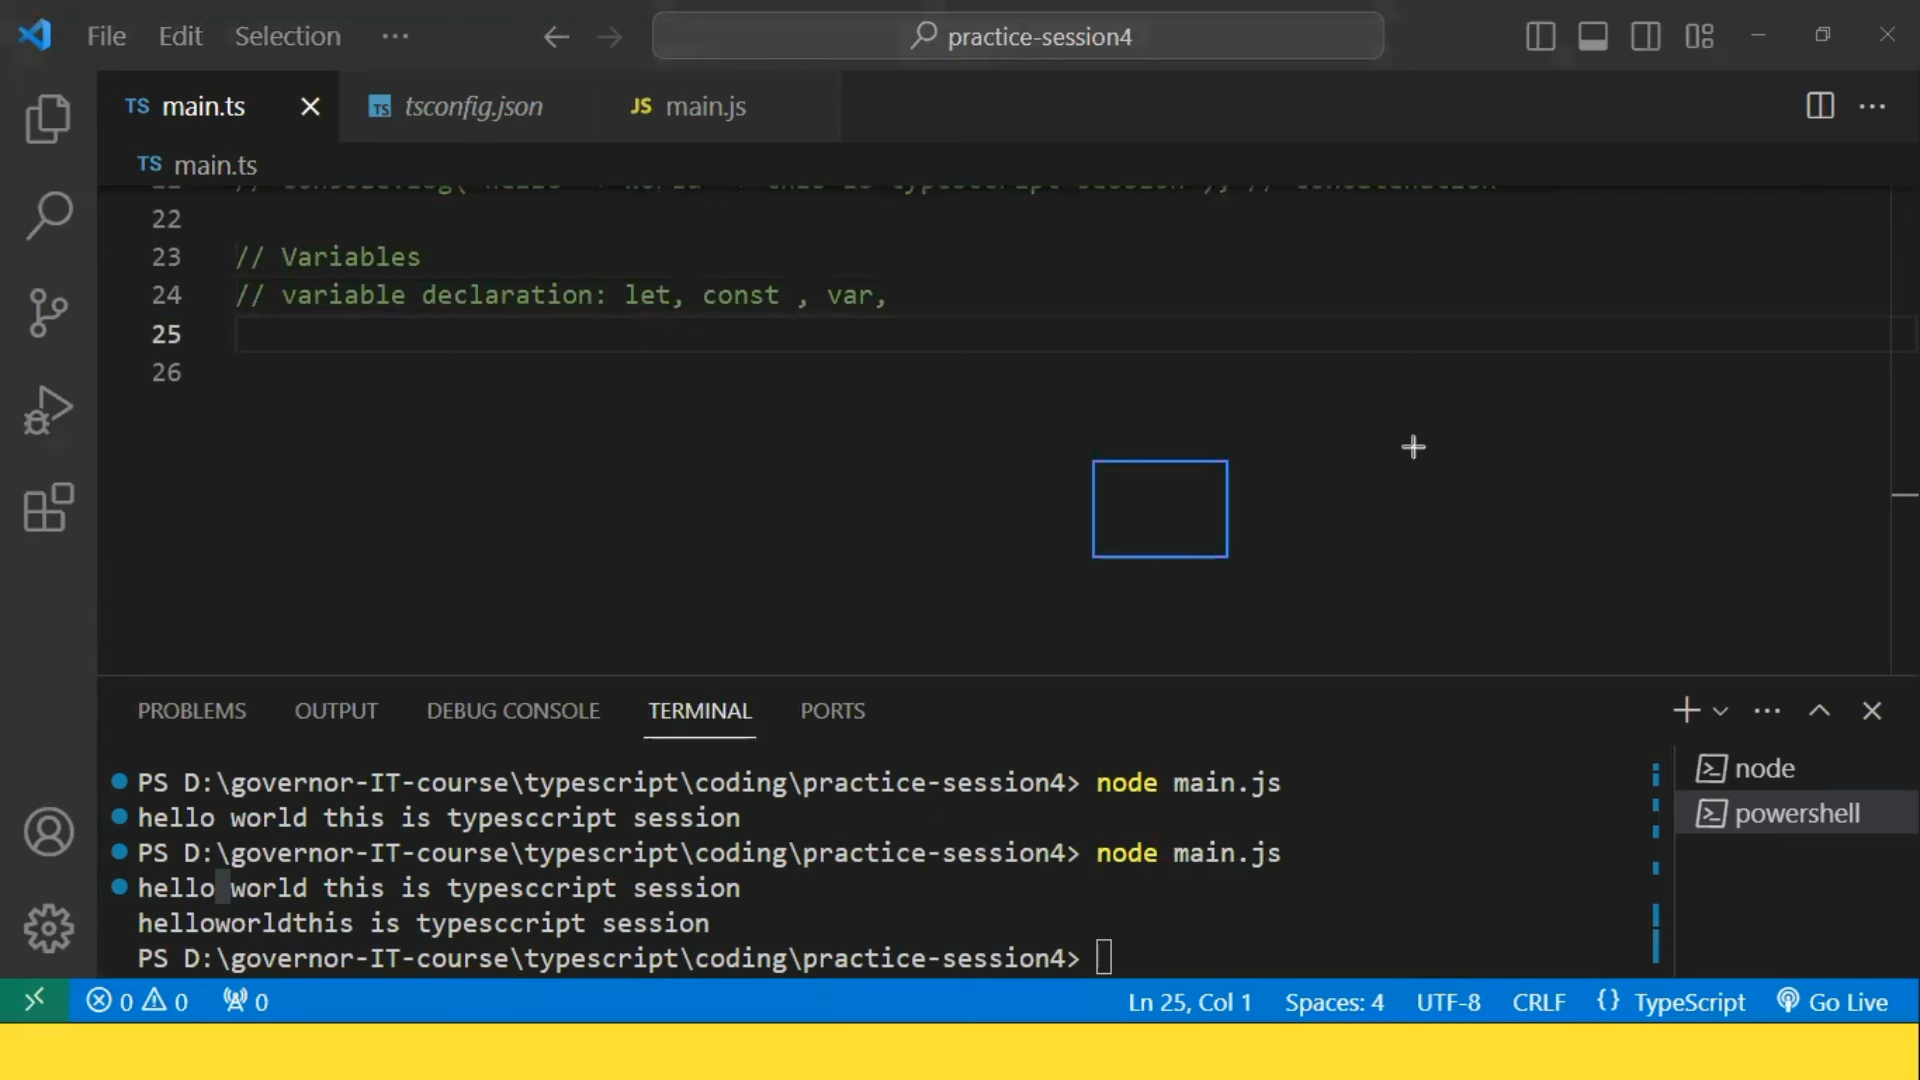 File Edit Selection ... practice-session4
TS main.ts tsconfig.json JS main.js
TS main.ts
22
23 // Variables
24 // variable declaration: let, const , var,
25
26
PROBLEMS OUTPUT DEBUG CONSOLE TERMINAL PORTS
PS D:\governor-IT-course\typescript\coding\practice-session4> node main.js
hello world this is typesccript session
PS D:\governor-IT-course\typescript\coding\practice-session4> node main.js
hello world this is typesccript session
helloworldthis is typesccript session
PS D:\governor-IT-course\typescript\coding\practice-session4>
node
powershell
0 0 0 Ln 25, Col 1 Spaces: 4 UTF-8 CRLF {} TypeScript Go Live